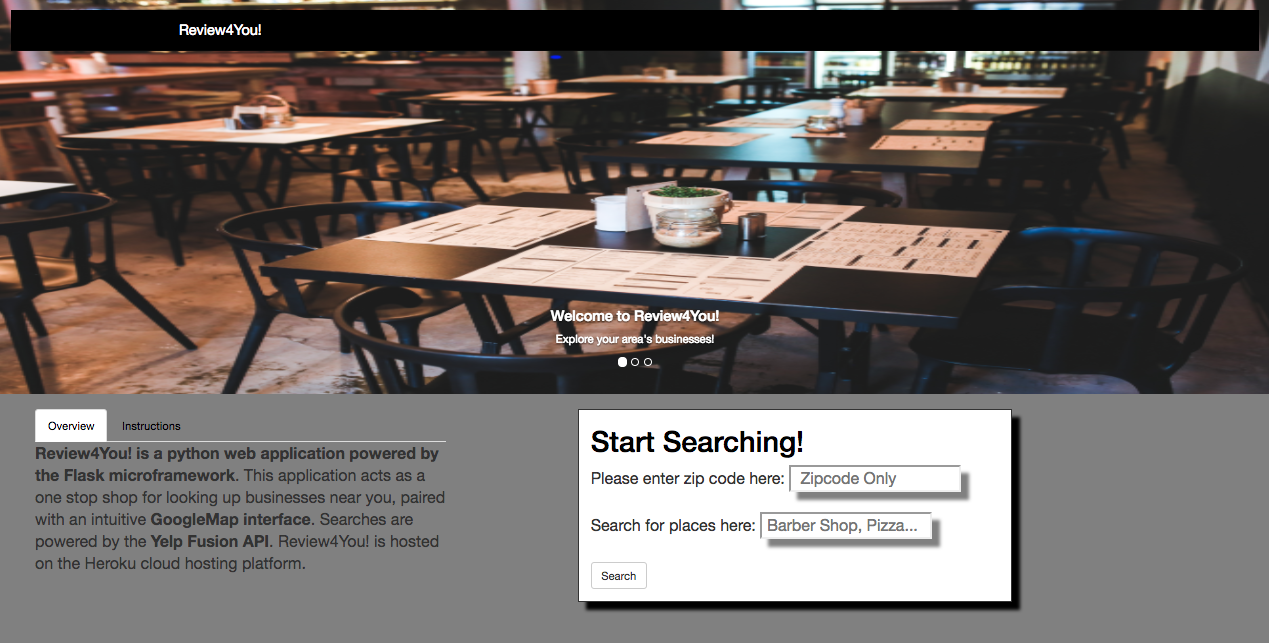 Review4You!
Welcome to Review4You!
Explore your area's businesses!
Overview
Instructions
Review4You! is a python web application powered by
the Flask microframework. This application acts as a
one stop shop for looking up businesses near you, paired
with an intuitive GoogleMap interface. Searches are
powered by the Yelp Fusion API. Review4You! is hosted
on the Heroku cloud hosting platform.
Start Searching!
Please enter zip code here: Zipcode Only
Search for places here: Barber Shop, Pizza...
Search